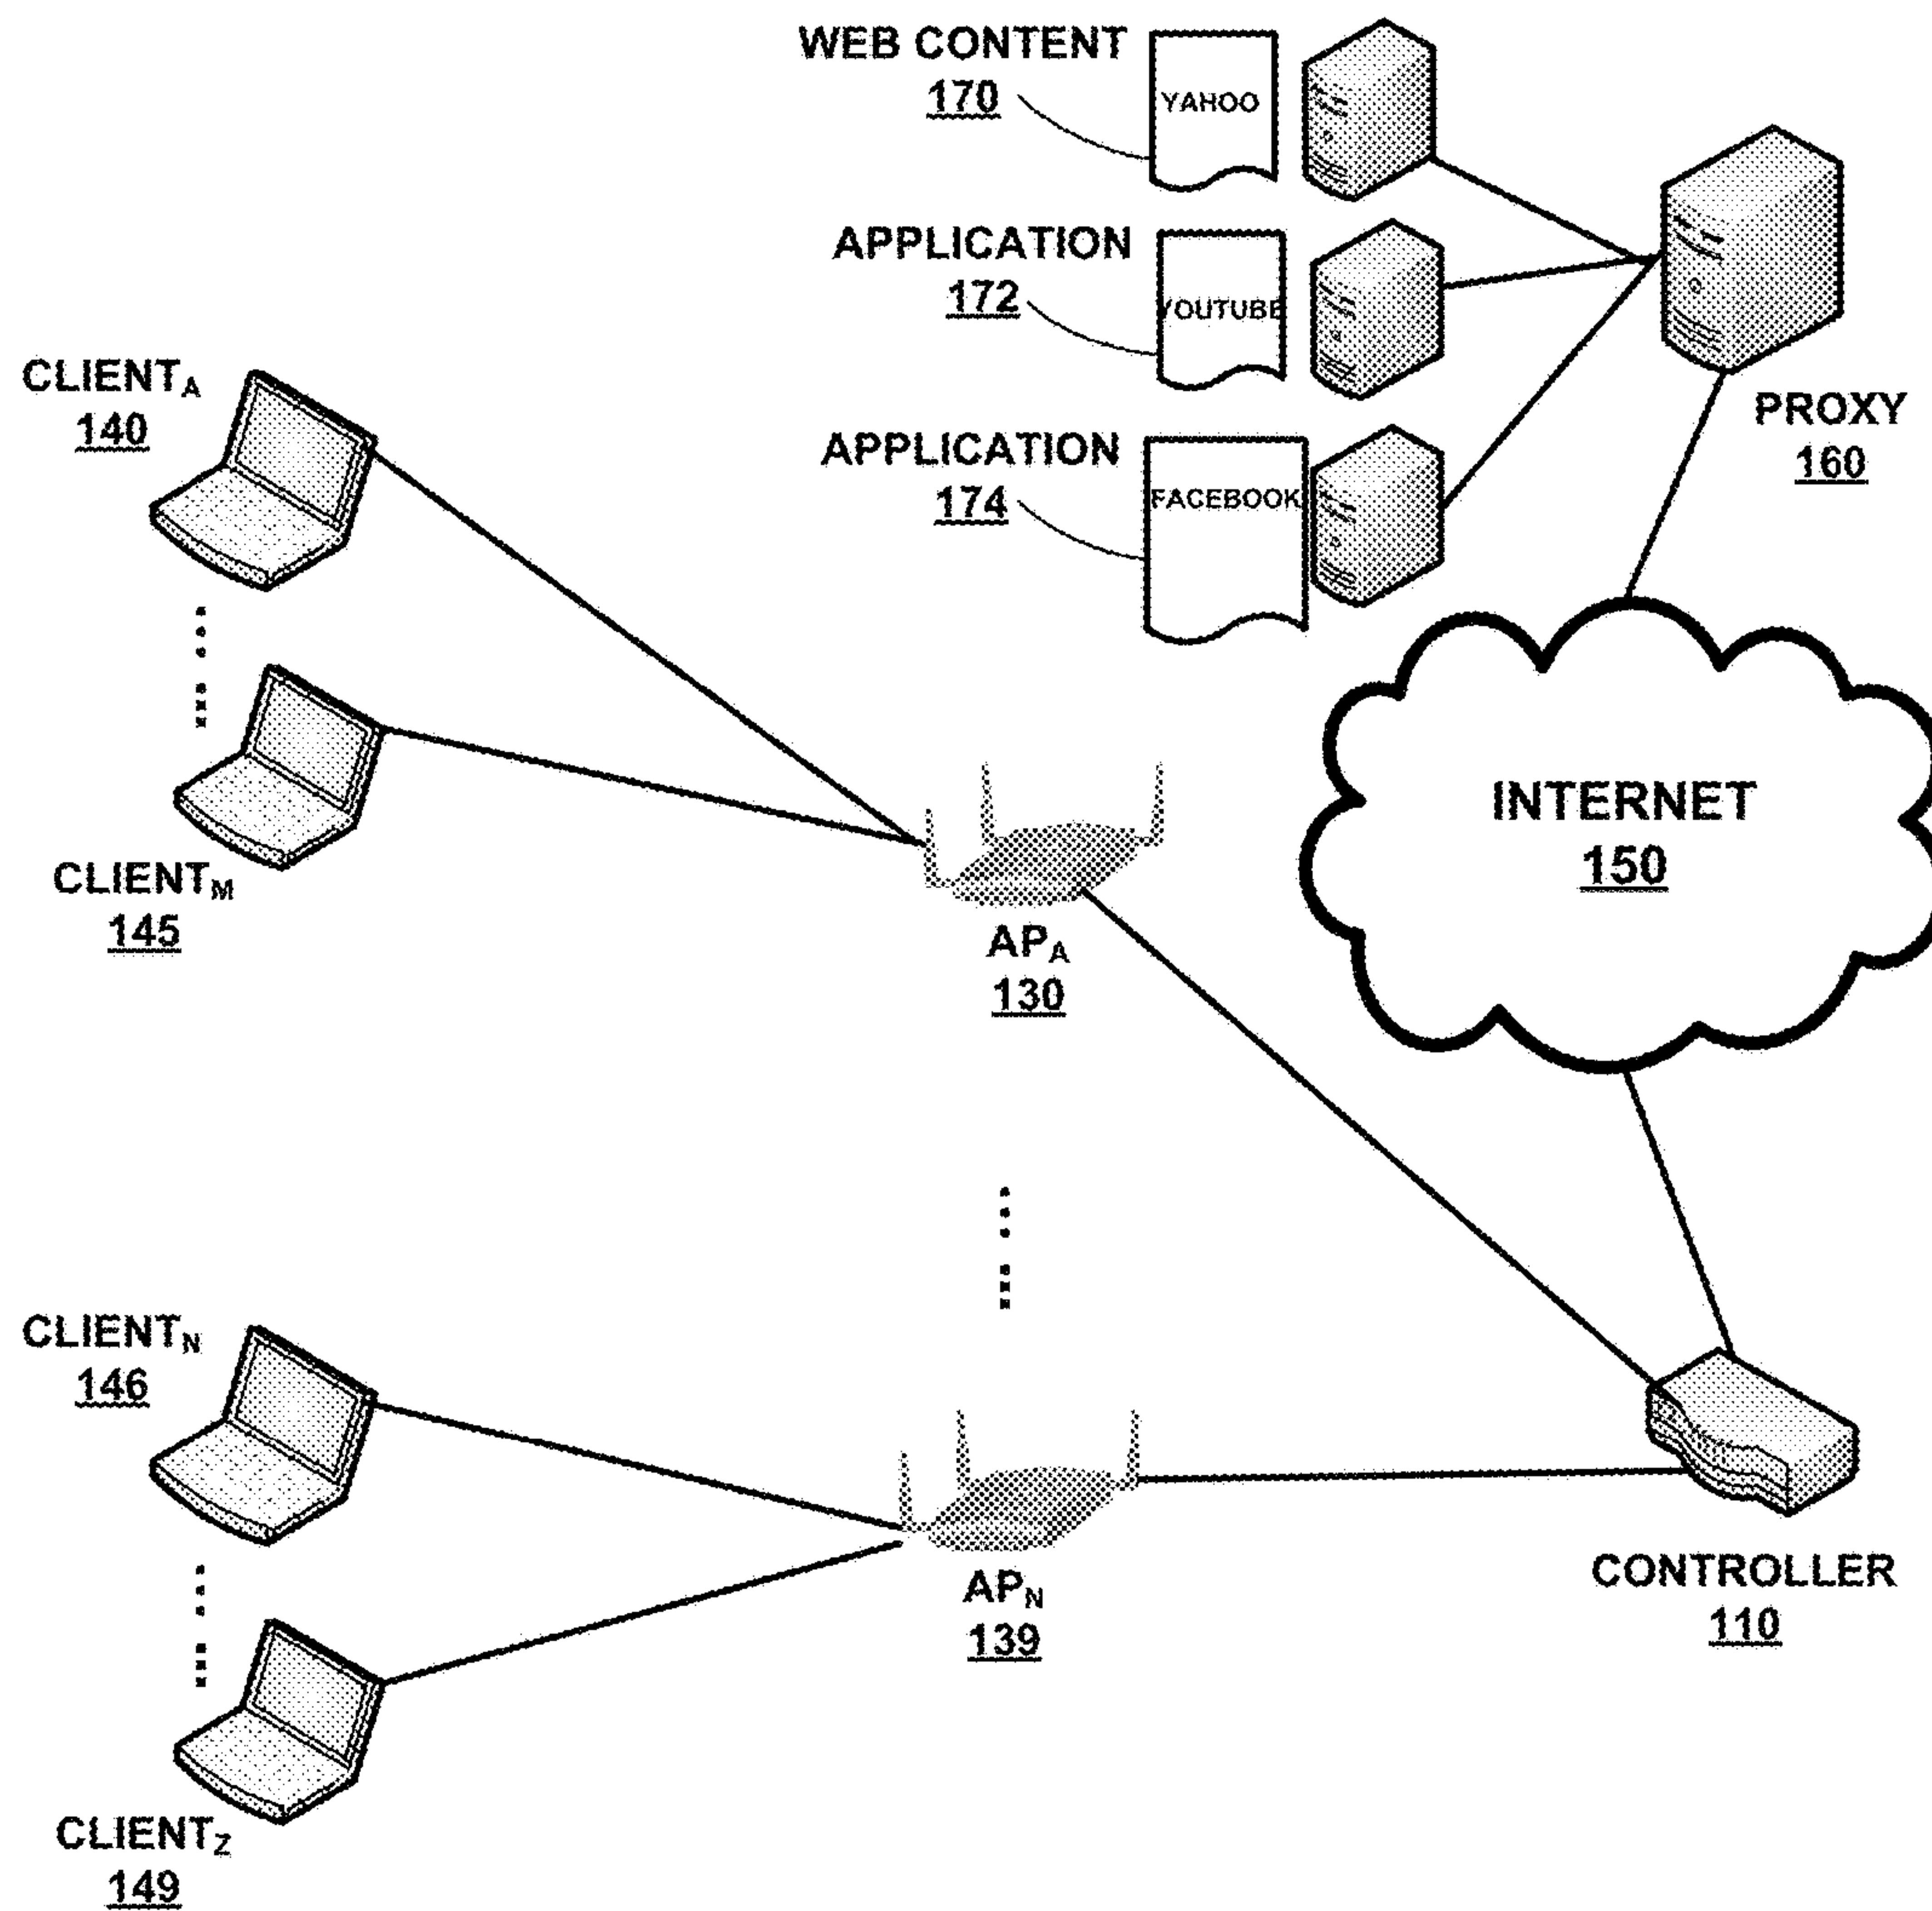 WEB CONTENT
170
YAHOO
APPLICATION
172
YOUTUBE
APPLICATION
174
FACEBOOK
PROXY
160
CLIENTA
140
CLIENTM
145
INTERNET
150
APA
130
CLIENTN
146
APN
139
CONTROLLER
110
CLIENTZ
149